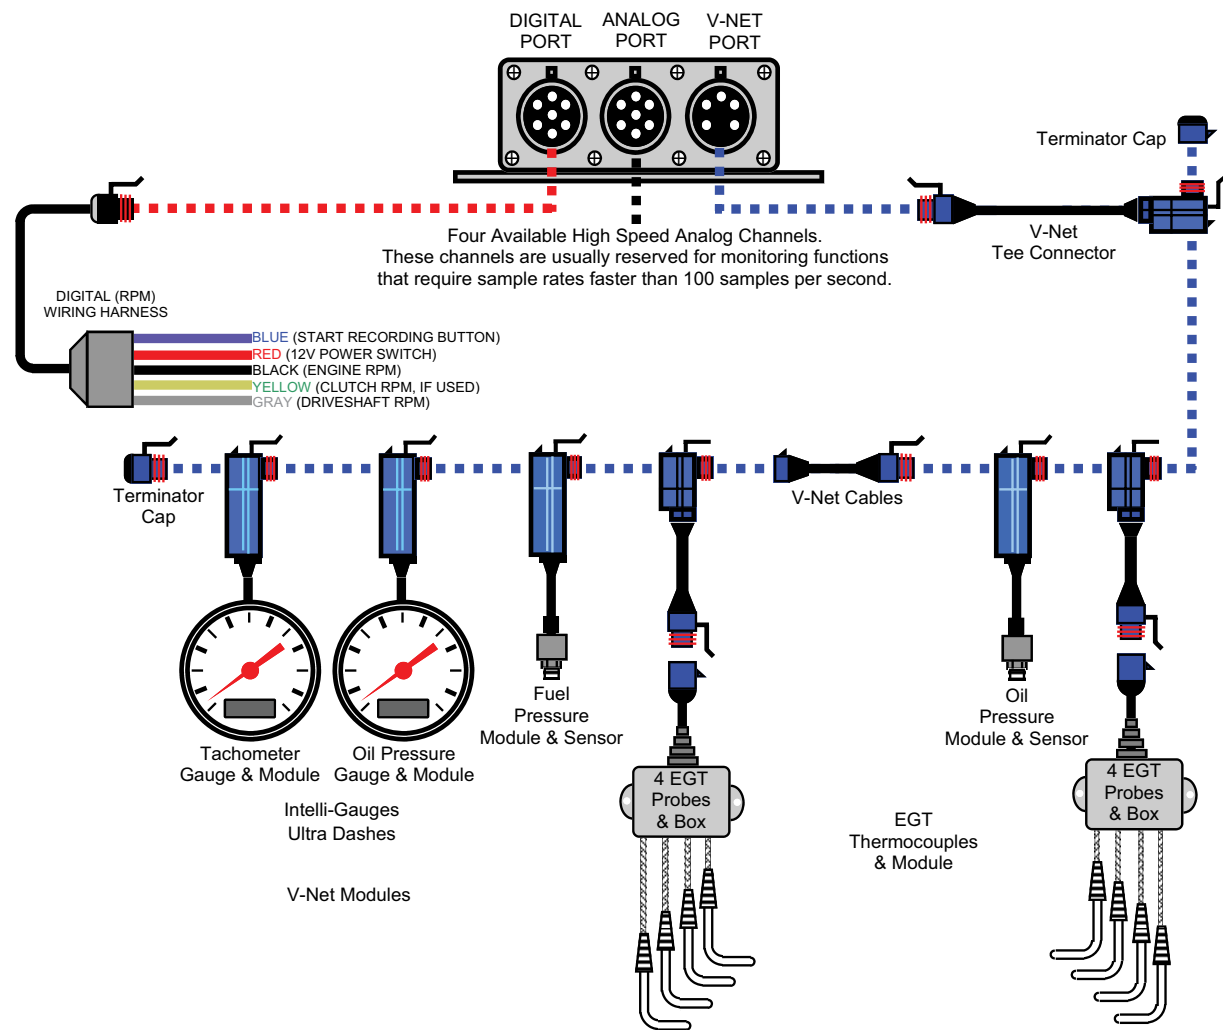 DIGITAL
PORT
ANALOG
PORT
V-NET
PORT
Terminator Cap
V-Net
Tee Connector
Four Available High Speed Analog Channels.
These channels are usually reserved for monitoring functions
that require sample rates faster than 100 samples per second.
DIGITAL (RPM)
WIRING HARNESS
BLUE (START RECORDING BUTTON)
RED (12V POWER SWITCH)
BLACK (ENGINE RPM)
YELLOW (CLUTCH RPM, IF USED)
GRAY (DRIVESHAFT RPM)
Terminator
Cap
V-Net Cables
Tachometer
Gauge & Module
Oil Pressure
Gauge & Module
Fuel
Pressure
Module & Sensor
Oil
Pressure
Module & Sensor
Intelli-Gauges
Ultra Dashes
V-Net Modules
4 EGT
Probes
& Box
EGT
Thermocouples
& Module
4 EGT
Probes
& Box